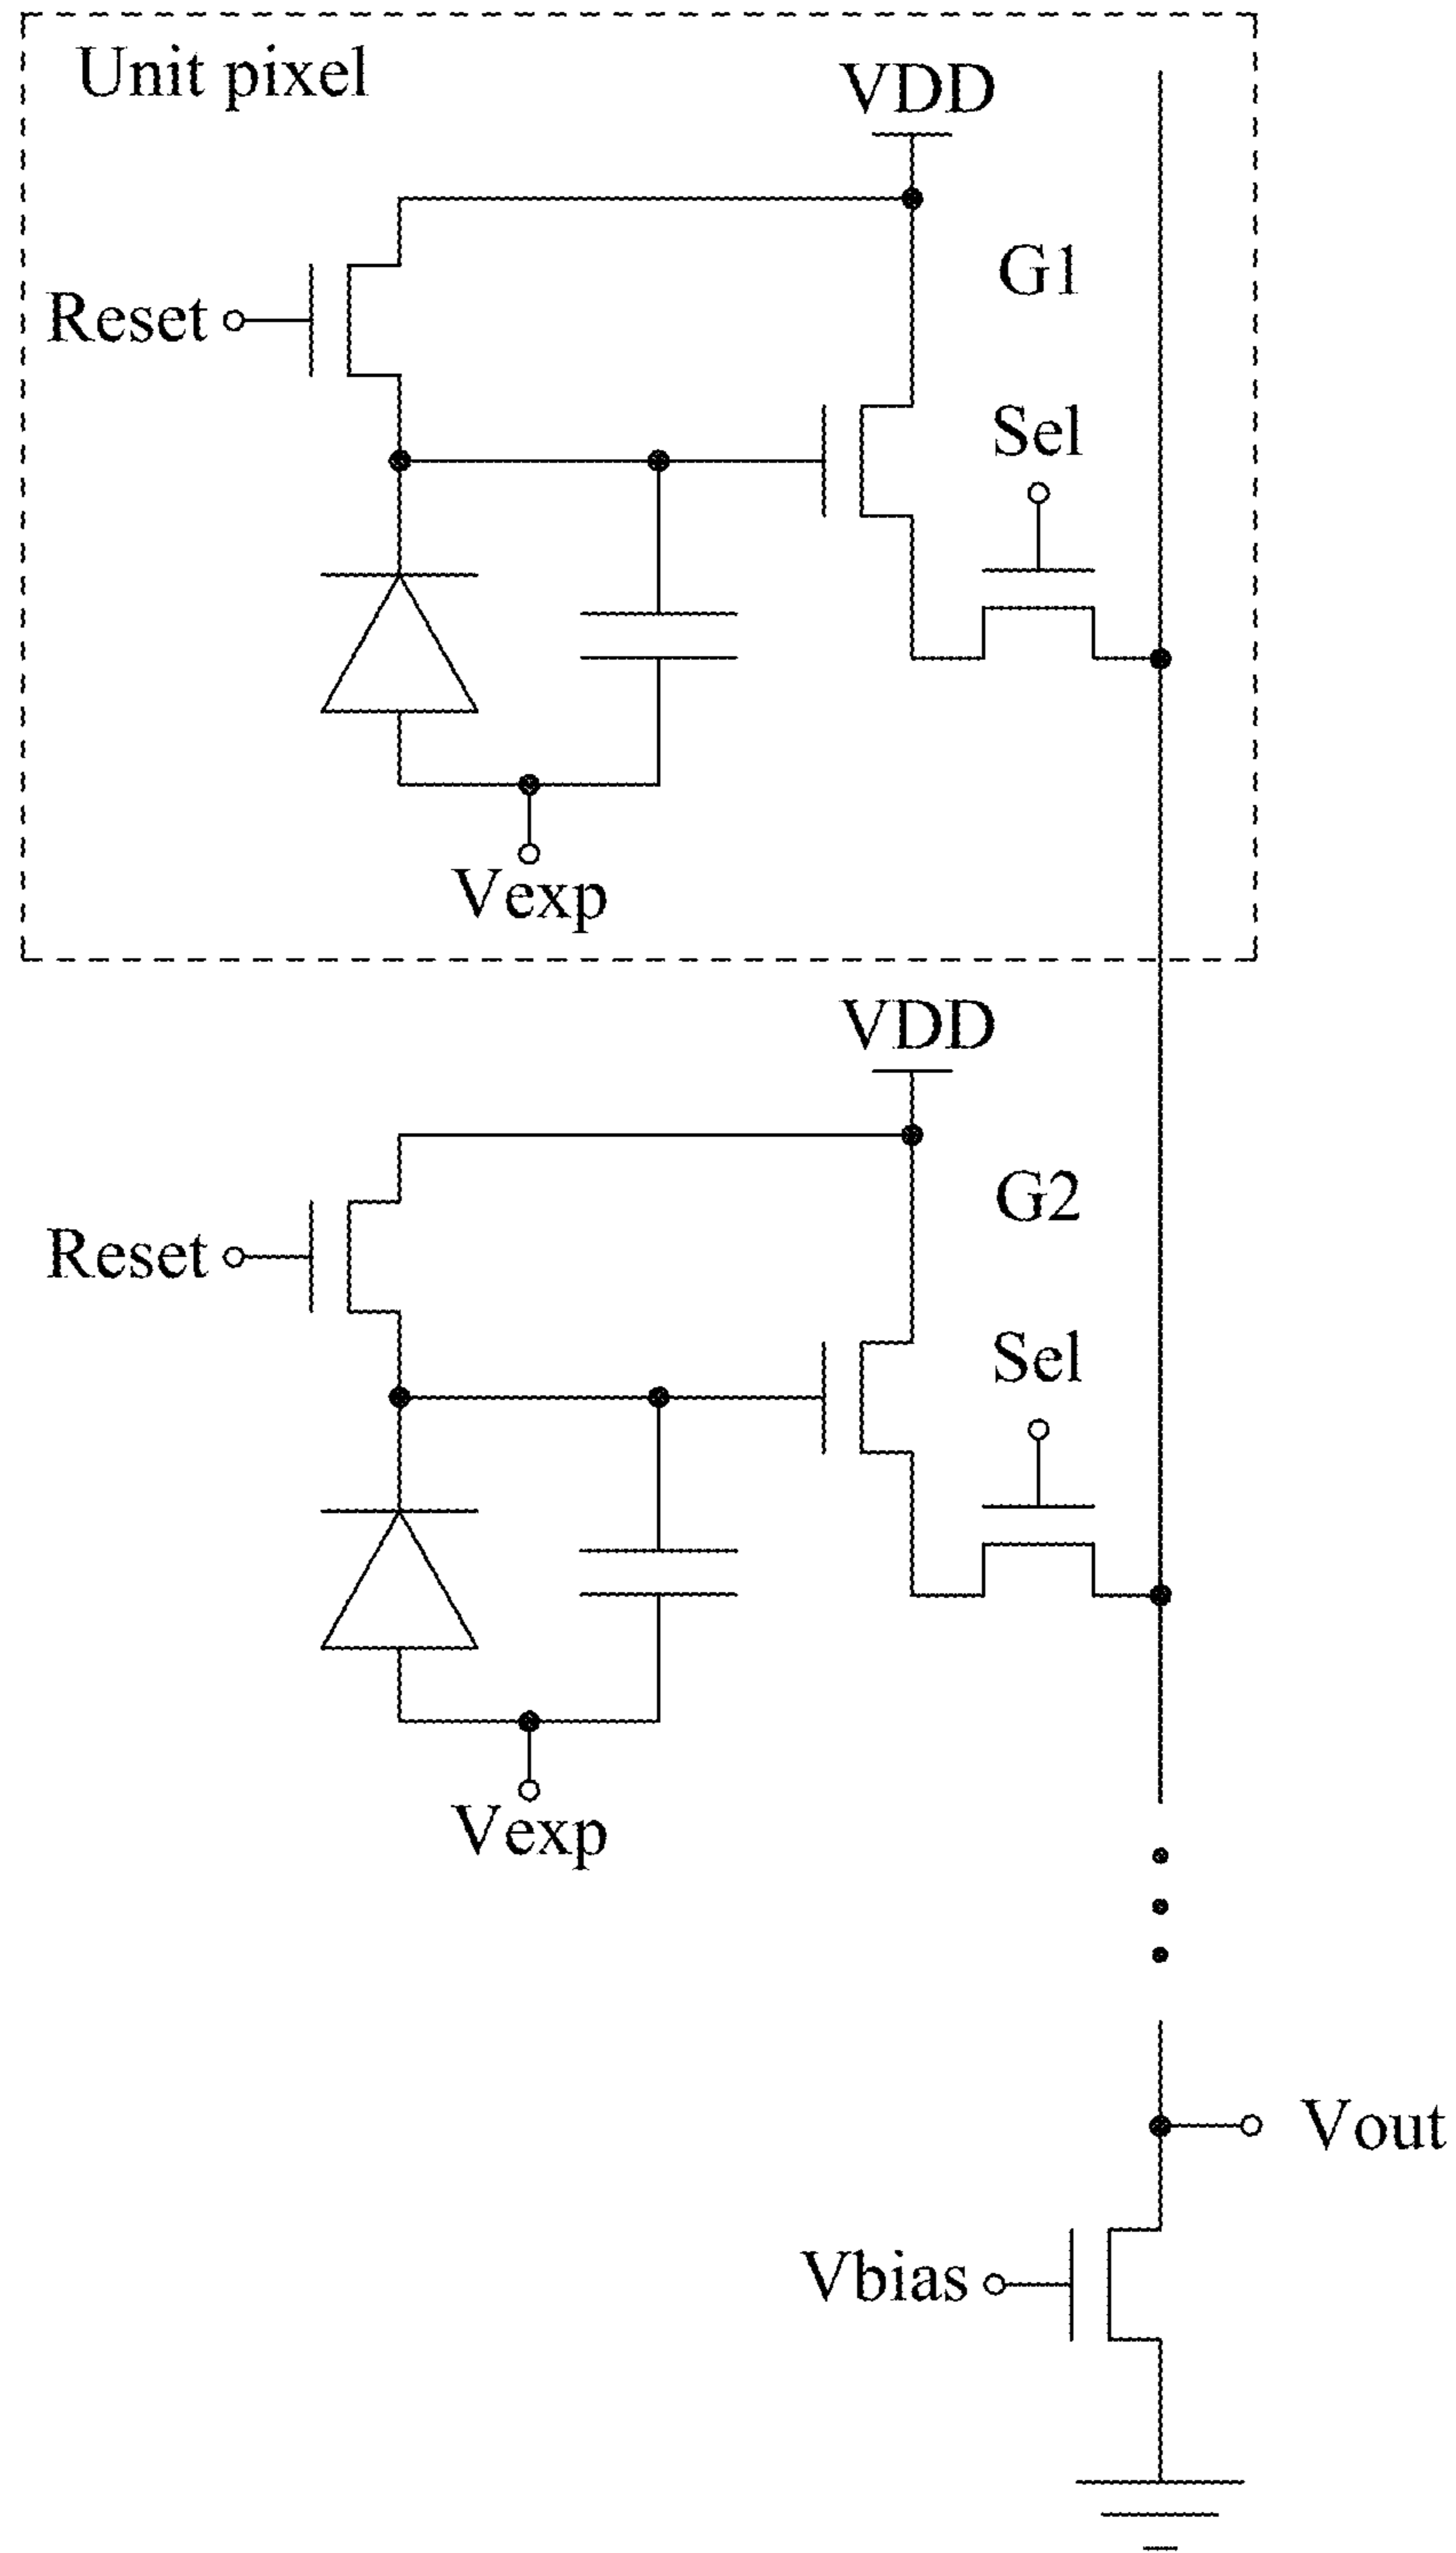 Unit pixel
VDD
G1
Reset
Sel
Vexp
VDD
G2
Reset
Sel
Vexp
Vout
Vbias